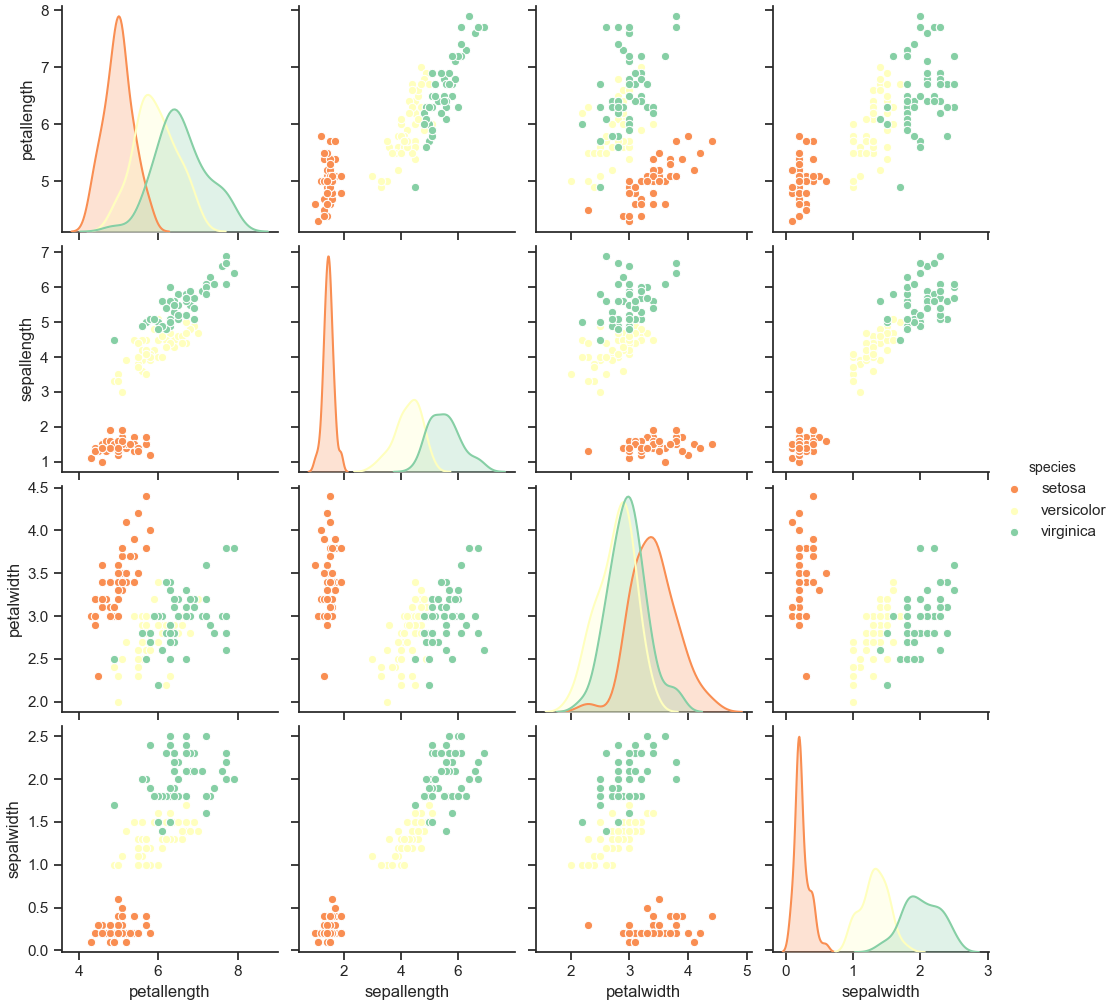 8
7
6
5
petallength
7
6
5
4
3
2
1
sepallength
4.5
4.0
3.5
3.0
2.5
2.0
petalwidth
2.5
2.0
1.5
1.0
0.5
0.0
sepalwidth
4 6 8
petallength
2 4 6
sepallength
2 3 4 5
petalwidth
0 1 2 3
sepalwidth
species
setosa
versicolor
virginica